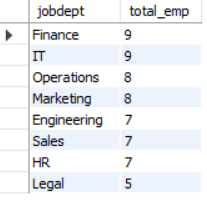 jobdept total_emp
Finance 9
IT 9
Operations 8
Marketing 8
Engineering 7
Sales 7
HR 7
Legal 5